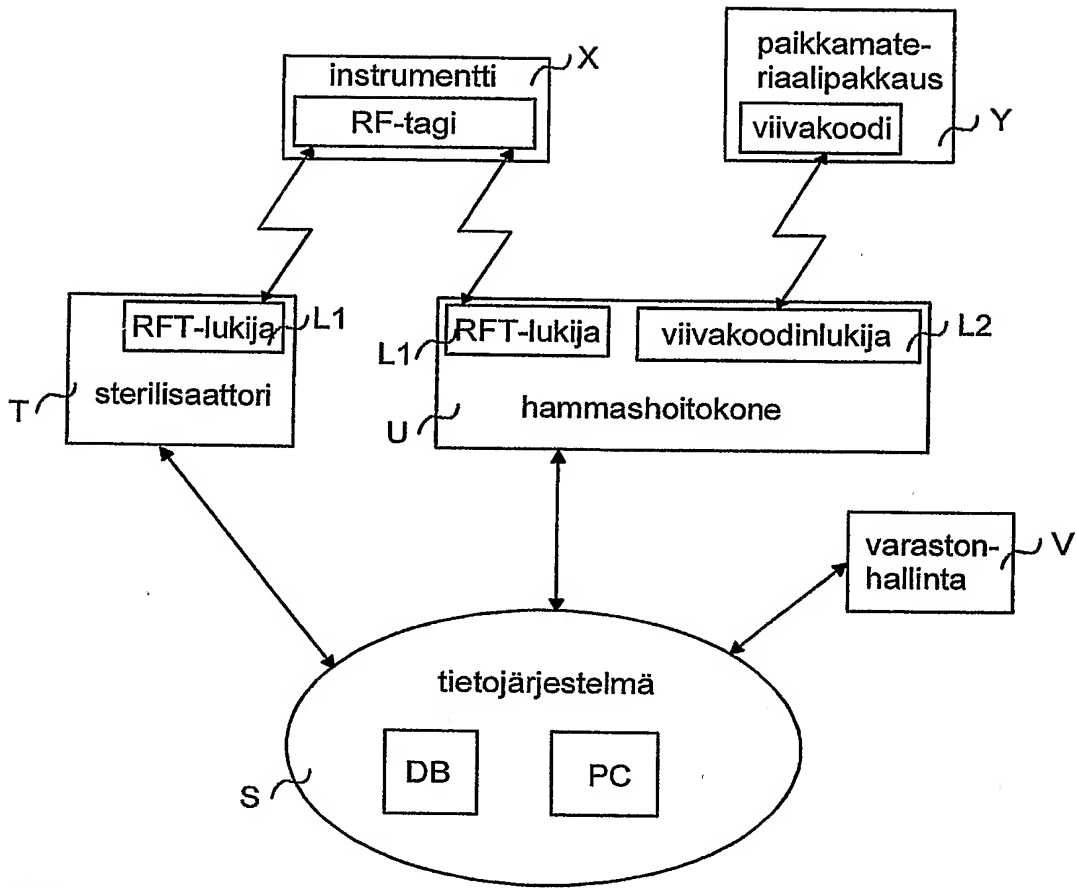 instrumentti
X
RF-tagi
paikkamate-
riaalipakkaus
viivakoodi
Y
RFT-lukija
L1
T
sterilisaattori
L1
RFT-lukija
viivakoodinlukija
L2
U
hammashoitokone
varaston-
hallinta
V
tietojärjestelmä
DB
PC
S